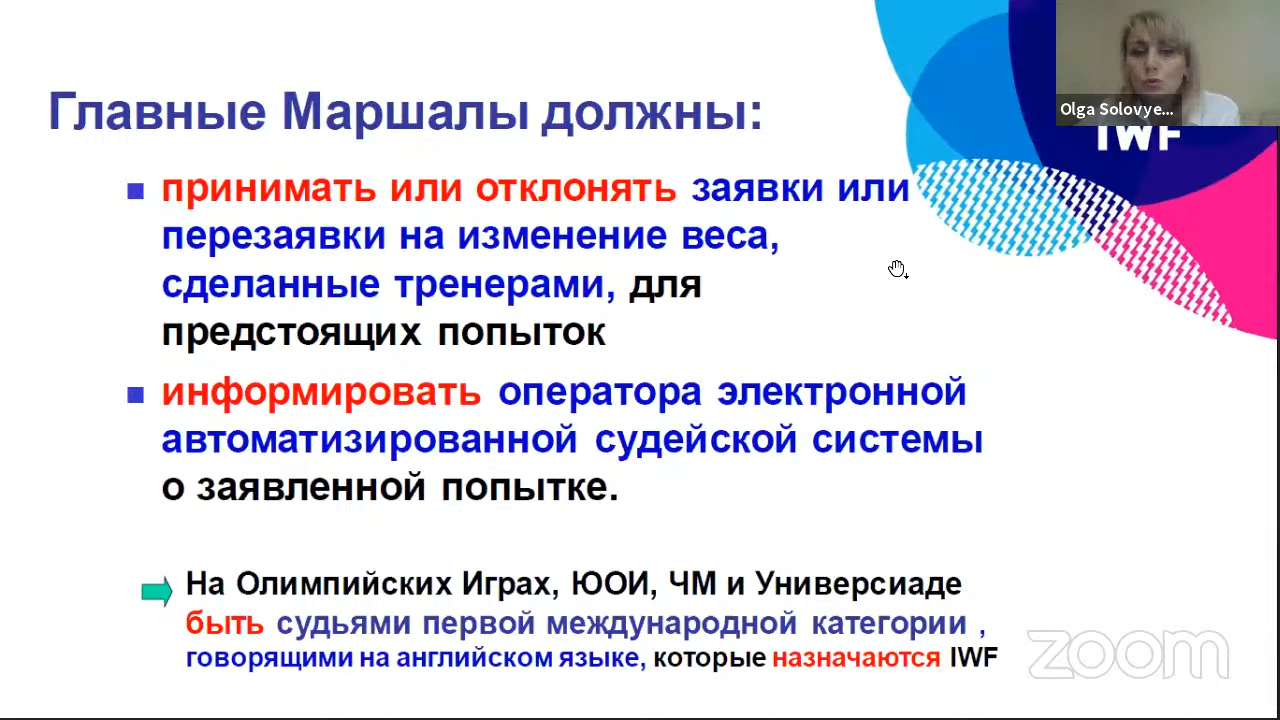 Olga Solovye...
IWF
Главные Маршалы должны:
принимать или отклонять заявки или
перезаявки на изменение веса,
сделанные тренерами, для
предстоящих попыток
информировать оператора электронной
автоматизированной судейской системы
о заявленной попытке.
На Олимпийских Играх, ЮОИ, ЧМ и Универсиаде
быть судьями первой международной категории ,
говорящими на английском языке, которые назначаются IWF
zoom